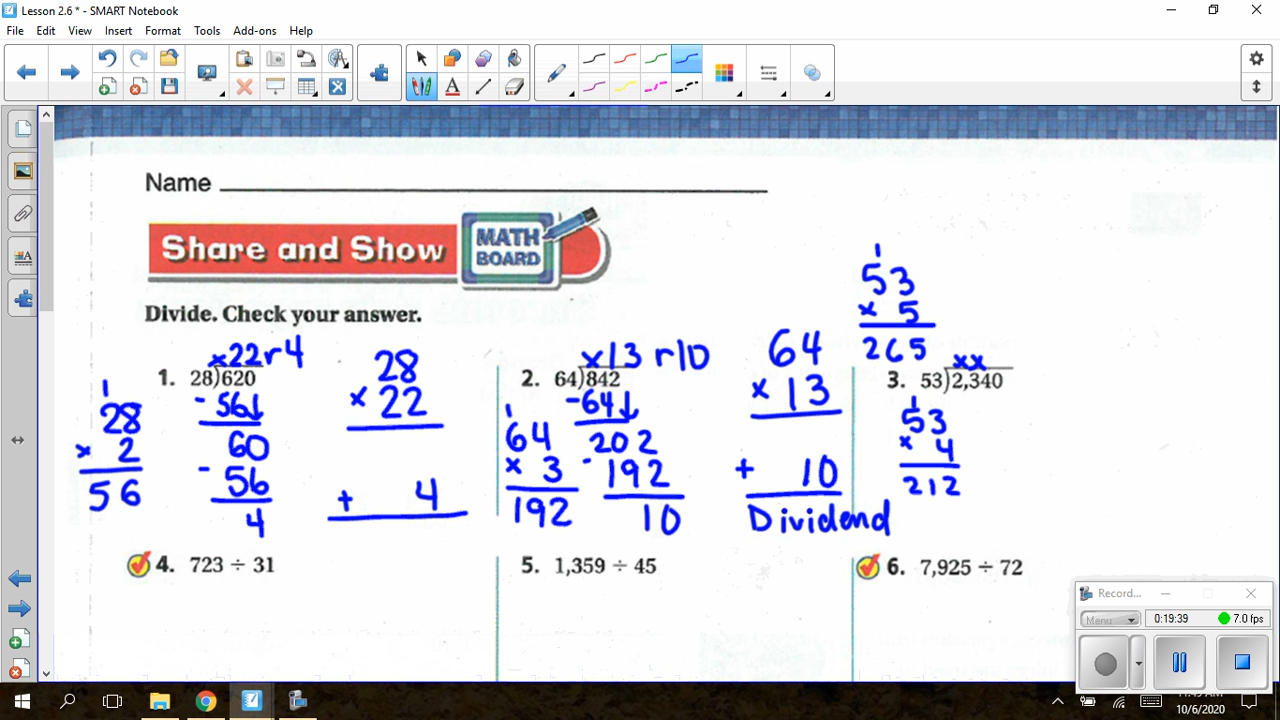 Lesson 2.6 * - SMART Notebook
File Edit View Insert Format Tools Add-ons Help
Name
Share and Show
MATH BOARD
Divide. Check your answer.
1. 28)620
x22r4
- 56↓
60
- 56
4
1
28
x 2
56
28
x 22
+ 4
2. 64)842
x13 r10
-64↓
202
- 192
10
1
64
x 3
192
64
x 13
+ 10
Dividend
1
53
x 5
265
3. 53)2,340
xx
1
53
x 4
212
4. 723 ÷ 31
5. 1,359 ÷ 45
6. 7,925 ÷ 72
Record...
Menu
0:19:39
7.0 fps
10/6/2020